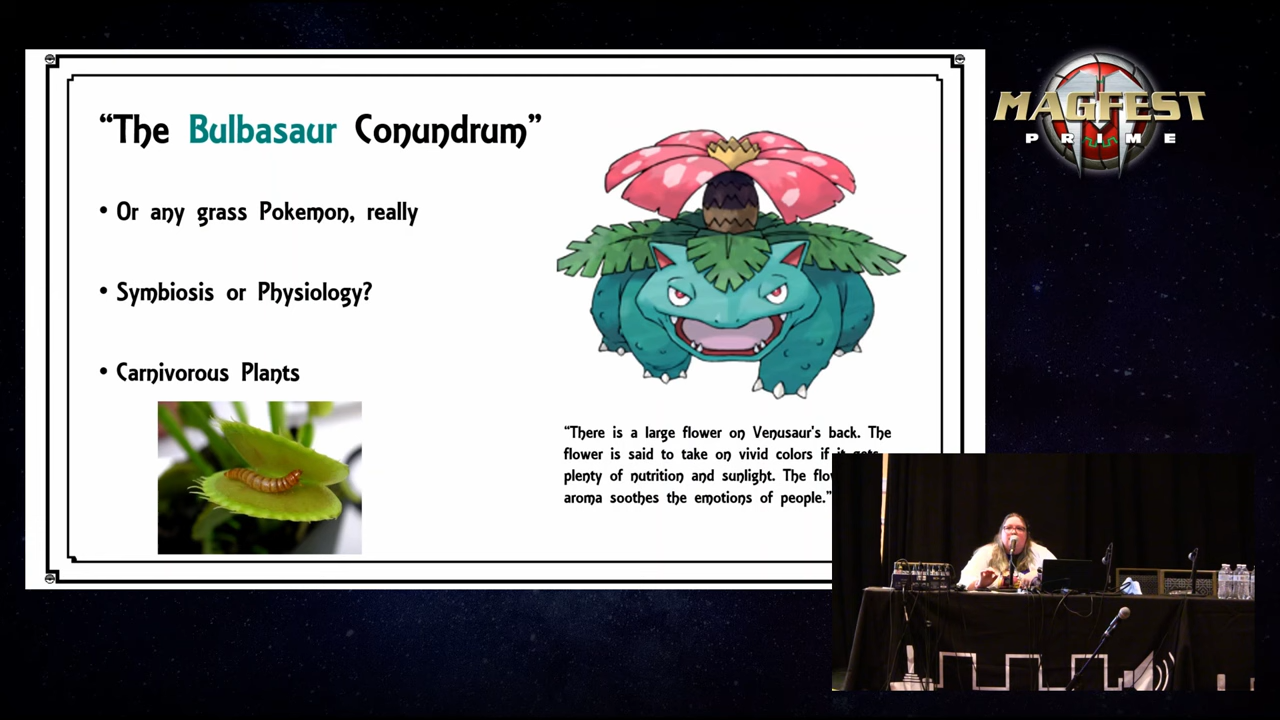 “The Bulbasaur Conundrum”
• Or any grass Pokemon, really
• Symbiosis or Physiology?
• Carnivorous Plants
“There is a large flower on Venusaur's back. The
flower is said to take on vivid colors if it gets
plenty of nutrition and sunlight. The
aroma soothes the emotions of people.”
MAGFEST
PRIME